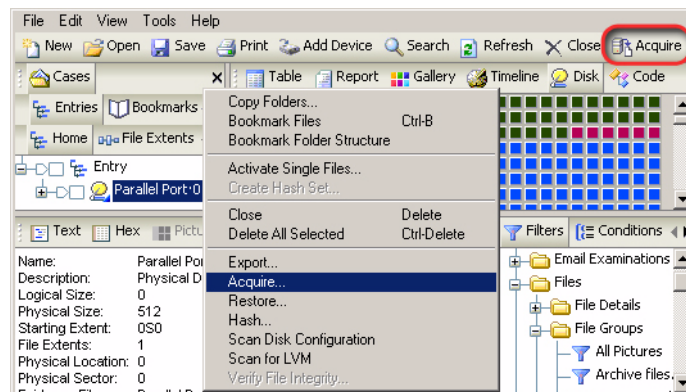 File Edit View Tools Help
New Open Save Print Add Device Search Refresh Close Acquire
Cases
Table Report Gallery Timeline Disk Code
Entries Bookmarks
Home File Extents
Entry
Parallel Port·0
Copy Folders...
Bookmark Files Ctrl-B
Bookmark Folder Structure
Activate Single Files...
Create Hash Set...
Close Delete
Delete All Selected Ctrl-Delete
Export...
Acquire...
Restore...
Hash...
Scan Disk Configuration
Scan for LVM
Verify File Integrity...
Text Hex
Name: Parallel
Description: Physical
Logical Size: 0
Physical Size: 512
Starting Extent: 0S0
File Extents: 1
Physical Location: 0
Physical Sector: 0
Filters Conditions
Email Examinations
Files
File Details
File Groups
All Pictures
Archive files